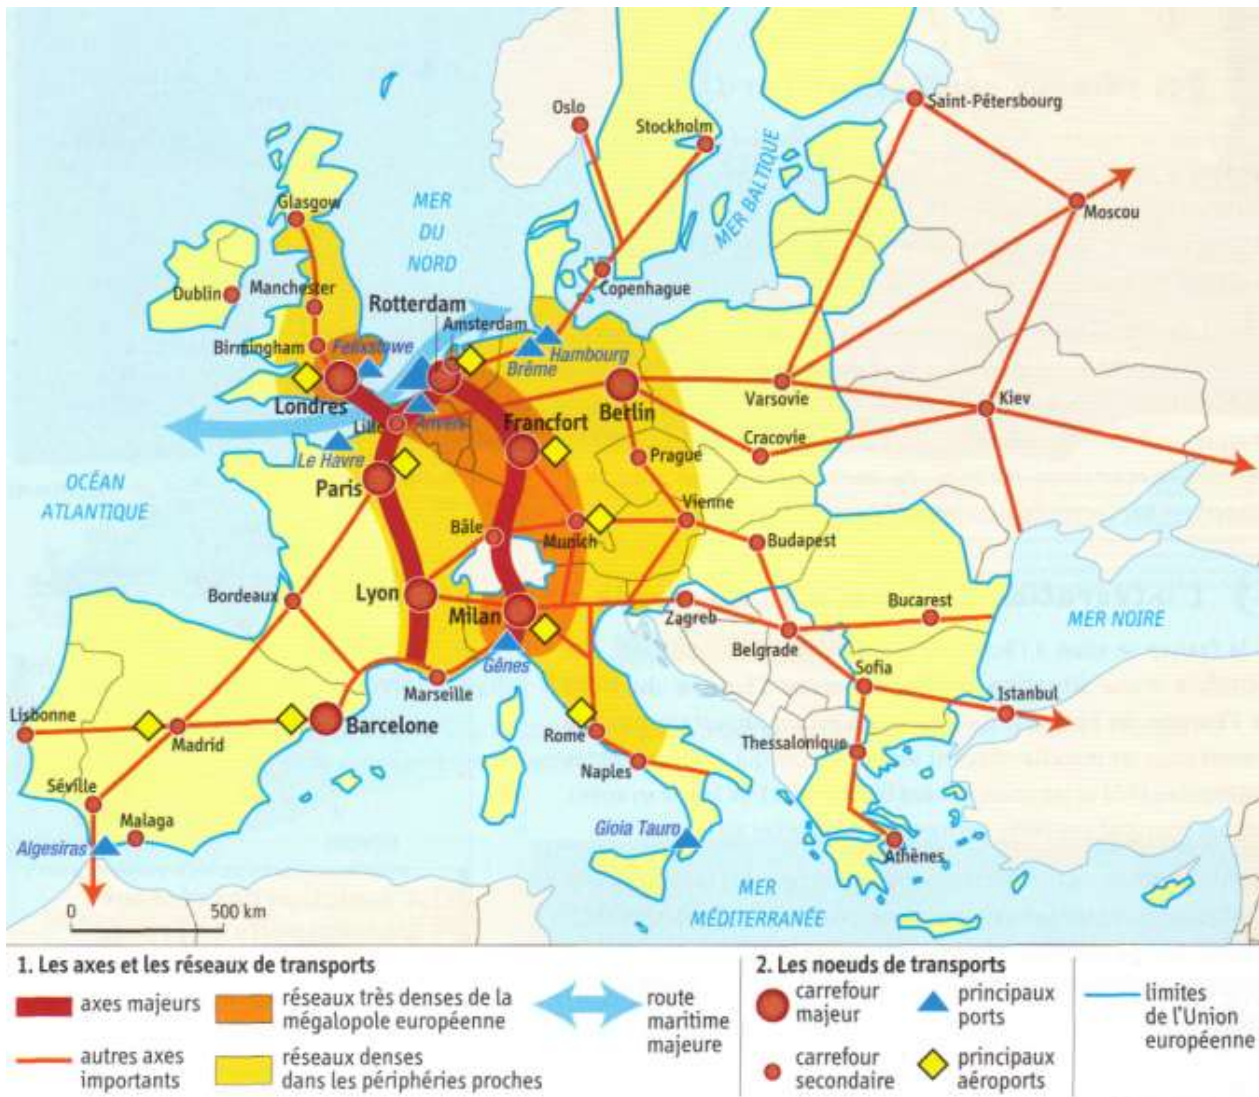 Oslo
Stockholm
Saint-Pétersbourg
MER BALTIQUE
Moscou
Glasgow
MER
DU
NORD
Dublin
Manchester
Copenhague
Rotterdam
Amsterdam
Birmingham
Felixstowe
Hambourg
Brême
Londres
Berlin
Varsovie
Kiev
Lille
Anvers
Francfort
Cracovie
Le Havre
Prague
Paris
OCÉAN
ATLANTIQUE
Vienne
Bâle
Munich
Budapest
Bordeaux
Lyon
Milan
Zagreb
Bucarest
MER NOIRE
Belgrade
Gênes
Sofia
Marseille
Istanbul
Lisbonne
Madrid
Barcelone
Rome
Thessalonique
Naples
Séville
Malaga
Algesiras
Gioia Tauro
Athènes
MER
MÉDITERRANÉE
0 500 km
1. Les axes et les réseaux de transports
axes majeurs
réseaux très denses de la
mégalopole européenne
route
maritime
majeure
autres axes
importants
réseaux denses
dans les périphéries proches
2. Les noeuds de transports
carrefour
majeur
principaux
ports
carrefour
secondaire
principaux
aéroports
limites
de l'Union
européenne